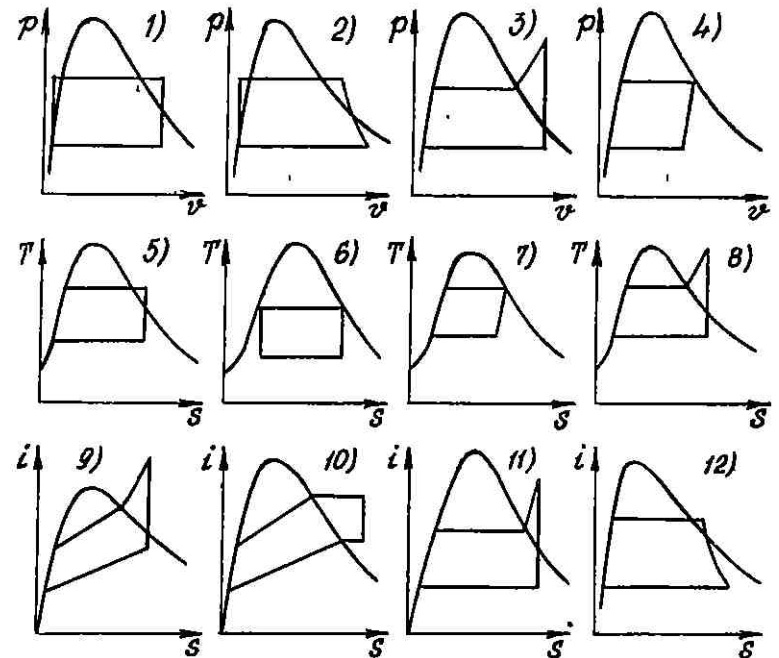 p 1) p 2) p 3) p 4)
v v v v
T 5) T 6) T 7) T 8)
s s s s
i 9) i 10) i 11) i 12)
s s s s